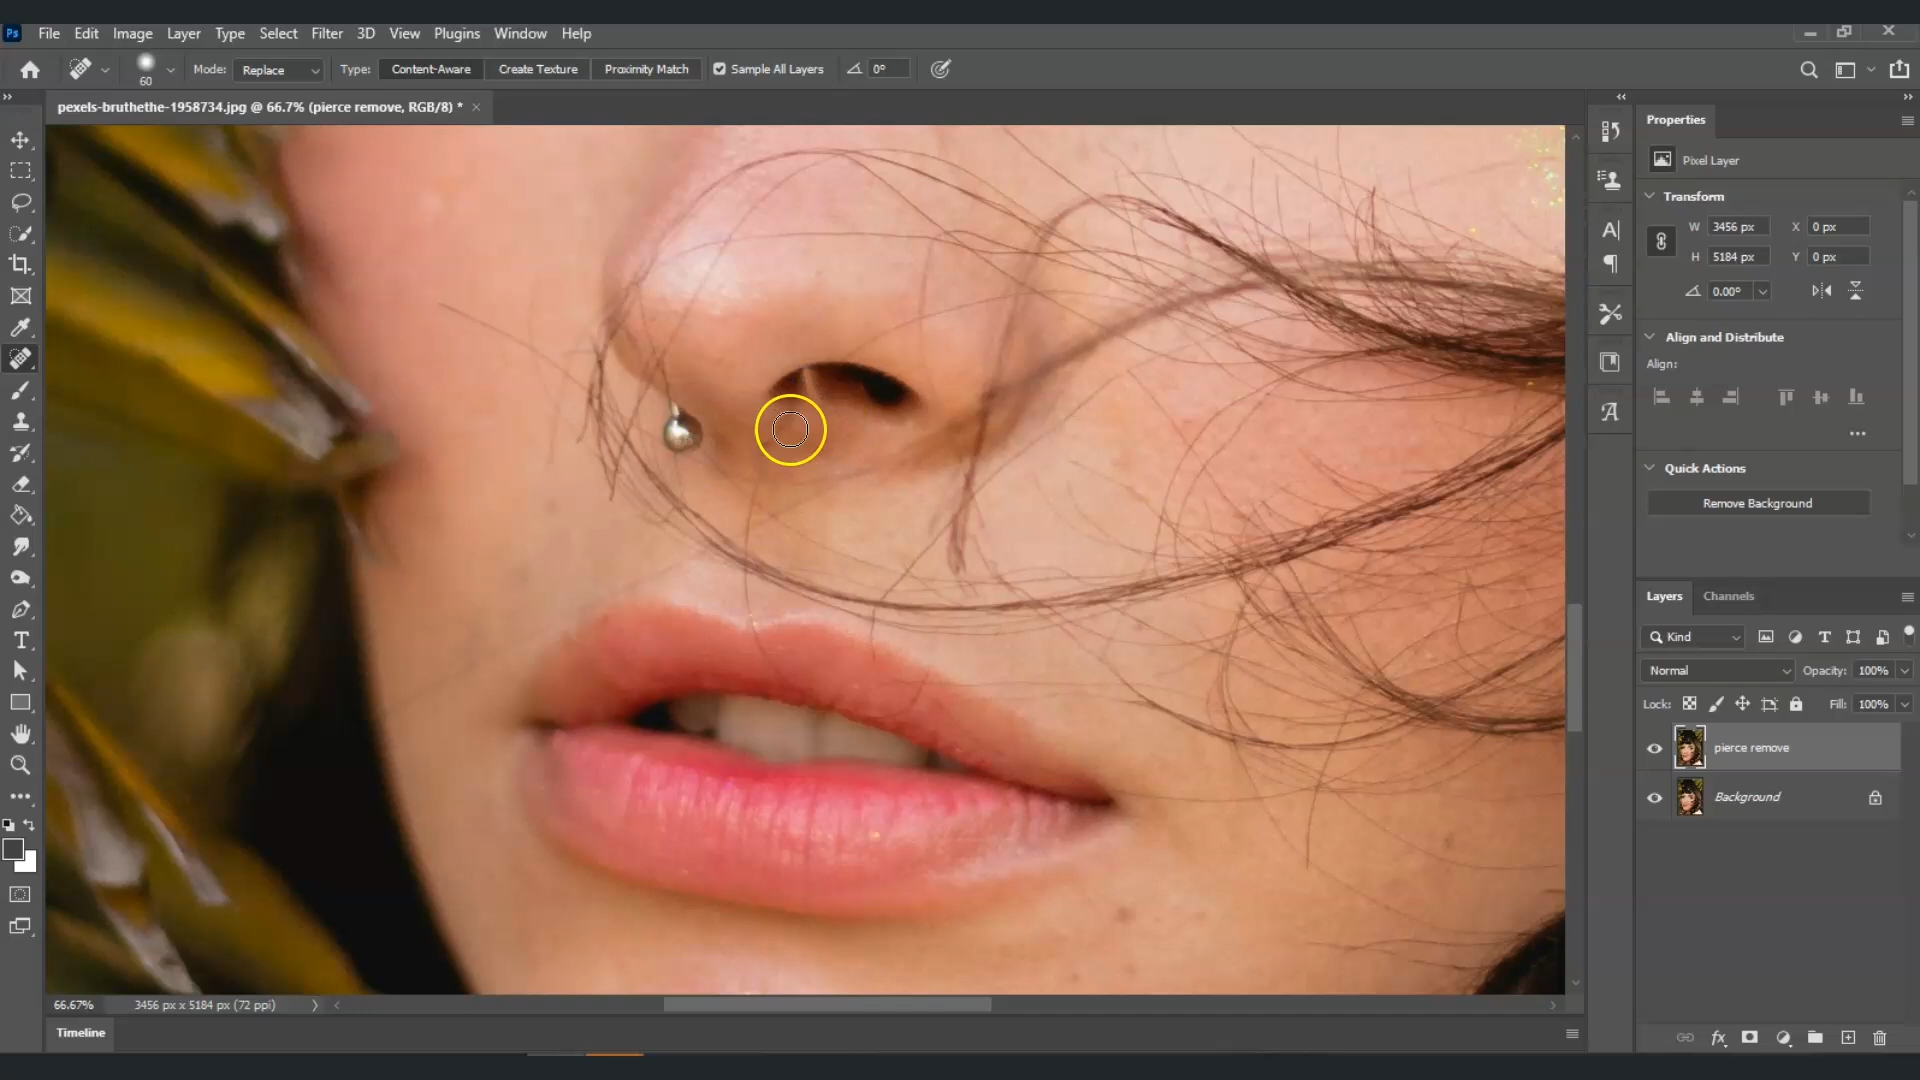 Ps File Edit Image Layer Type Select Filter 3D View Plugins Window Help
60 Mode: Replace Type: Content-Aware Create Texture Proximity Match Sample All Layers 0°
pexels-bruthethe-1958734.jpg @ 66.7% (pierce remove, RGB/8) *
Properties
Pixel Layer
Transform
W 3456 px X 0 px
H 5184 px Y 0 px
0.00°
Align and Distribute
Align:
Quick Actions
Remove Background
Layers Channels
Kind
Normal Opacity: 100%
Lock: Fill: 100%
pierce remove
Background
66.67% 3456 px x 5184 px (72 ppi)
Timeline